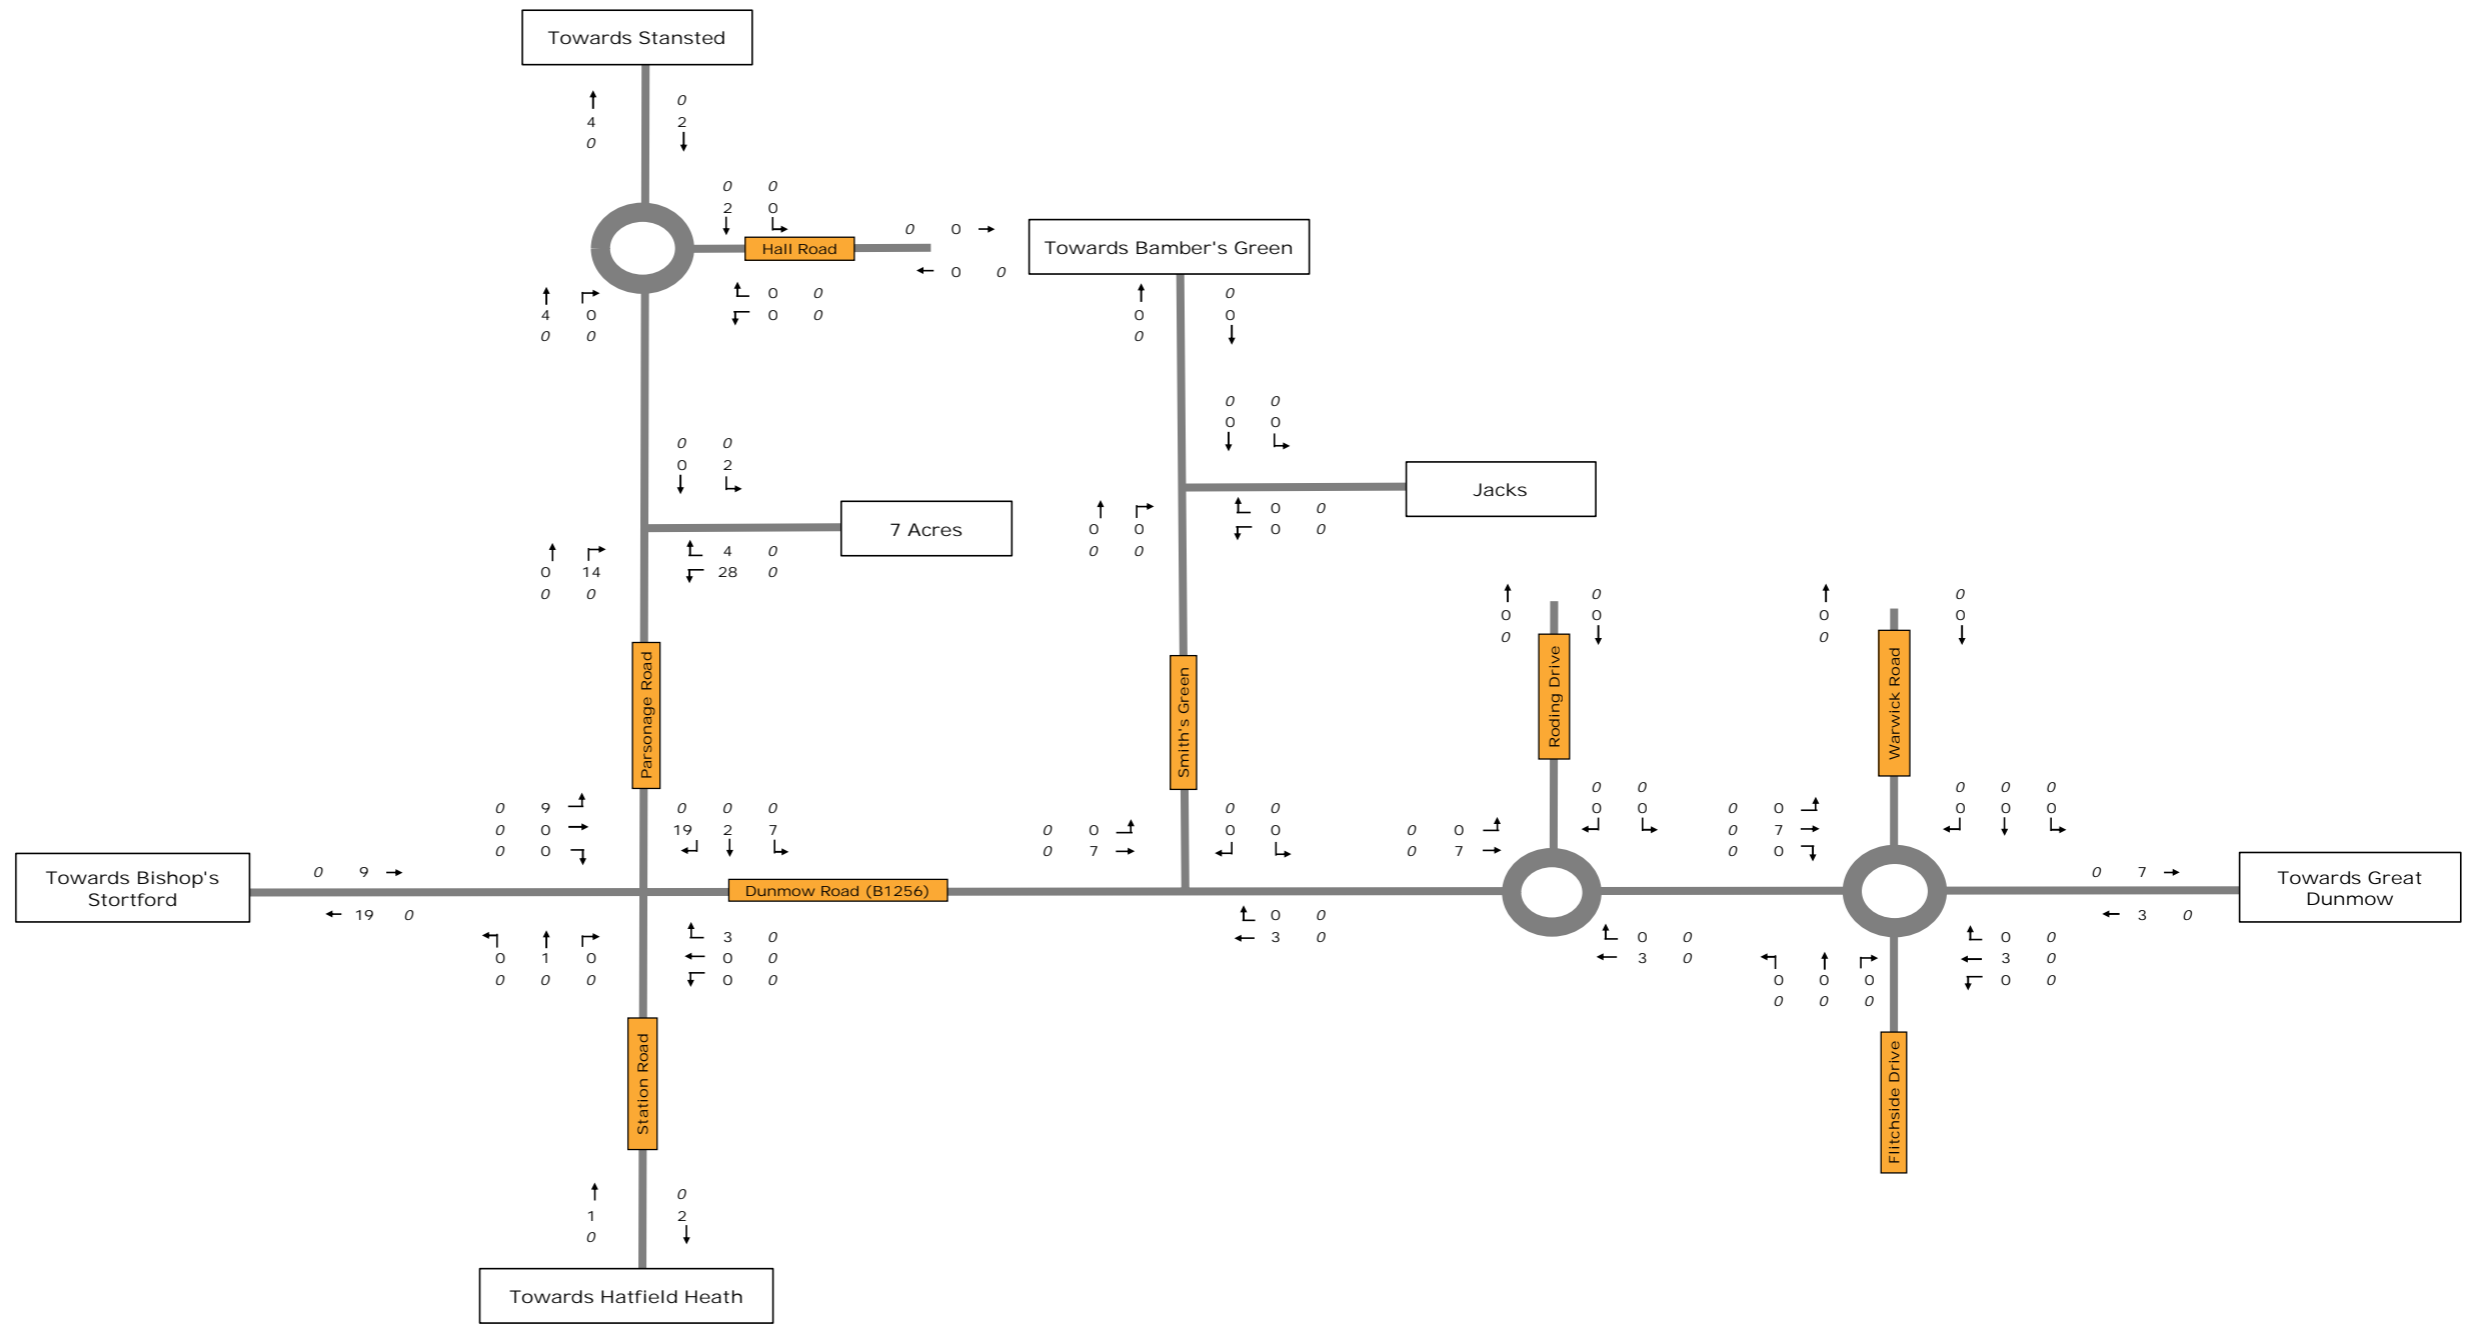 Towards Stansted
0
4 2
0
0 0
2 0
Hall Road
0 0
0 0
0 0
4 0 0 0
0 0
Towards Bamber's Green
0
0 0
0
0 0
0 0
Jacks
0 0
0 0 0 0
0 0
0 0
0 2
7 Acres
4 0
0 14 28 0
0 0
Parsonage Road
Smith's Green
0
0 0
0
Roding Drive
0
0 0
0
Warwick Road
0 9
0 0
0 0
0 0 0
19 2 7
0 0
0 7
0 0
0 0
0 0
0 7
0 0
0 0
0 0
0 7
0 0
0 0 0
0 0 0
Towards Bishop's
Stortford
0 9
19 0
Dunmow Road (B1256)
0 7
3 0
Towards Great
Dunmow
0 1 0
0 0 0
3 0
0 0
0 0
0 0
3 0
0 0
3 0
0 0 0
0 0 0
0 0
3 0
0 0
Station Road
Flitchside Drive
0
1 2
0
Towards Hatfield Heath